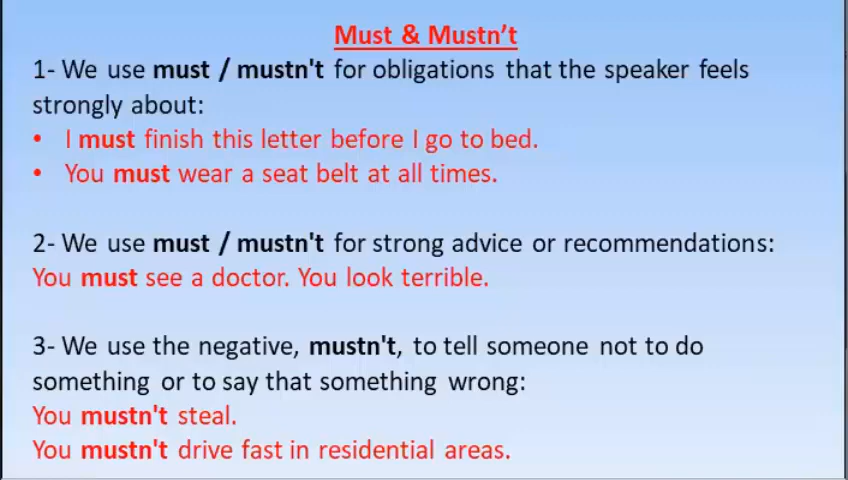 Must & Mustn’t
1- We use must / mustn't for obligations that the speaker feels
strongly about:
• I must finish this letter before I go to bed.
• You must wear a seat belt at all times.
2- We use must / mustn't for strong advice or recommendations:
You must see a doctor. You look terrible.
3- We use the negative, mustn't, to tell someone not to do
something or to say that something wrong:
You mustn't steal.
You mustn't drive fast in residential areas.